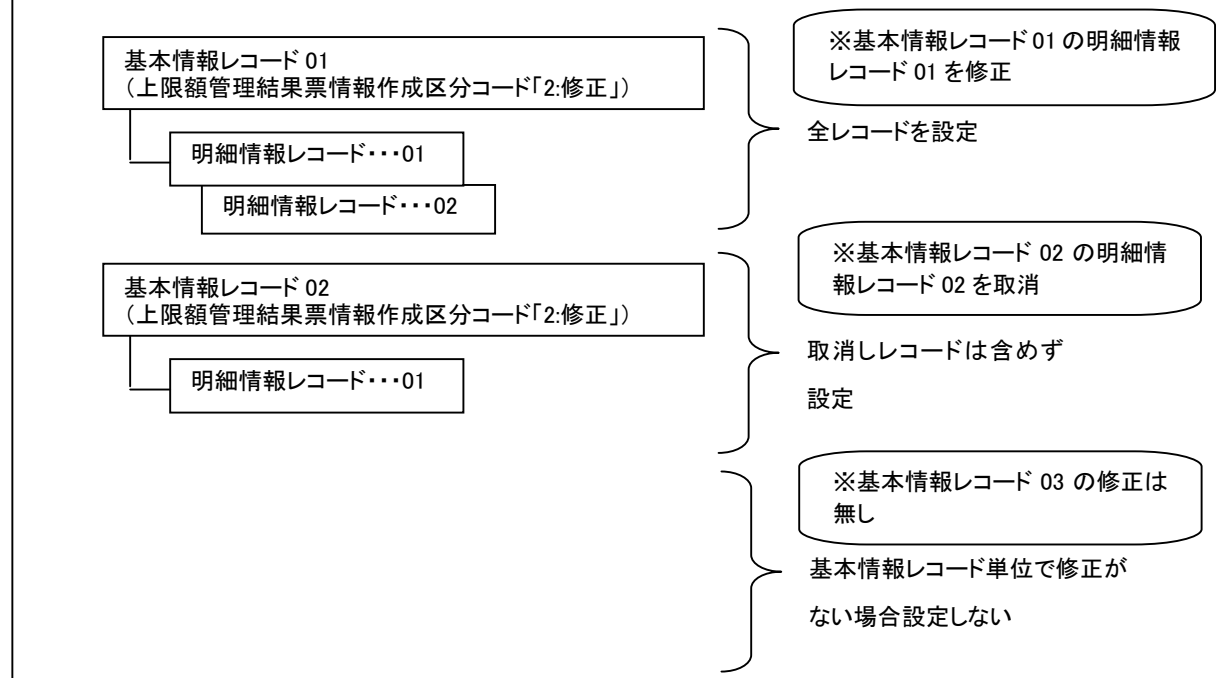 基本情報レコード 01
（上限額管理結果票情報作成区分コード「2:修正」）
明細情報レコード・・・01
明細情報レコード・・・02
※基本情報レコード 01 の明細情報
レコード 01 を修正
全レコードを設定
基本情報レコード 02
（上限額管理結果票情報作成区分コード「2:修正」）
明細情報レコード・・・01
※基本情報レコード 02 の明細情
報レコード 02 を取消
取消しレコードは含めず
設定
※基本情報レコード 03 の修正は
無し
基本情報レコード単位で修正が
ない場合設定しない